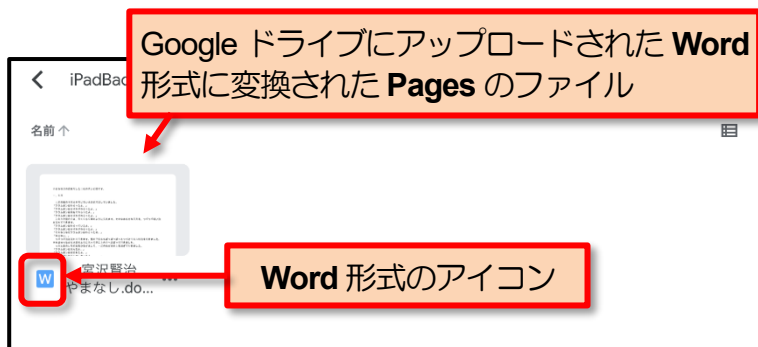 Google ドライブにアップロードされた Word
形式に変換された Pages のファイル
iPadBac
名前 ↑
W
宮沢賢治
やまなし.do...
Word 形式のアイコン